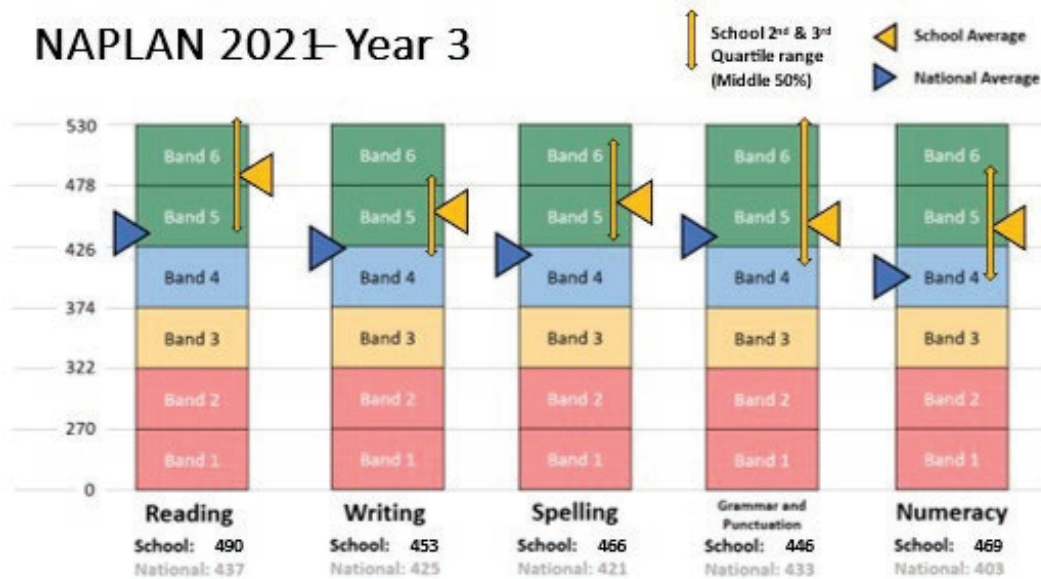 NAPLAN 2021– Year 3
School 2nd & 3rd
Quartile range
(Middle 50%)
School Average
National Average
530
478
426
374
322
270
0
Band 6
Band 5
Band 4
Band 3
Band 2
Band 1
Reading
School: 490
National: 437
Band 6
Band 5
Band 4
Band 3
Band 2
Band 1
Writing
School: 453
National: 425
Band 6
Band 5
Band 4
Band 3
Band 2
Band 1
Spelling
School: 466
National: 421
Band 6
Band 5
Band 4
Band 3
Band 2
Band 1
Grammar and
Punctuation
School: 446
National: 433
Band 6
Band 5
Band 4
Band 3
Band 2
Band 1
Numeracy
School: 469
National: 403